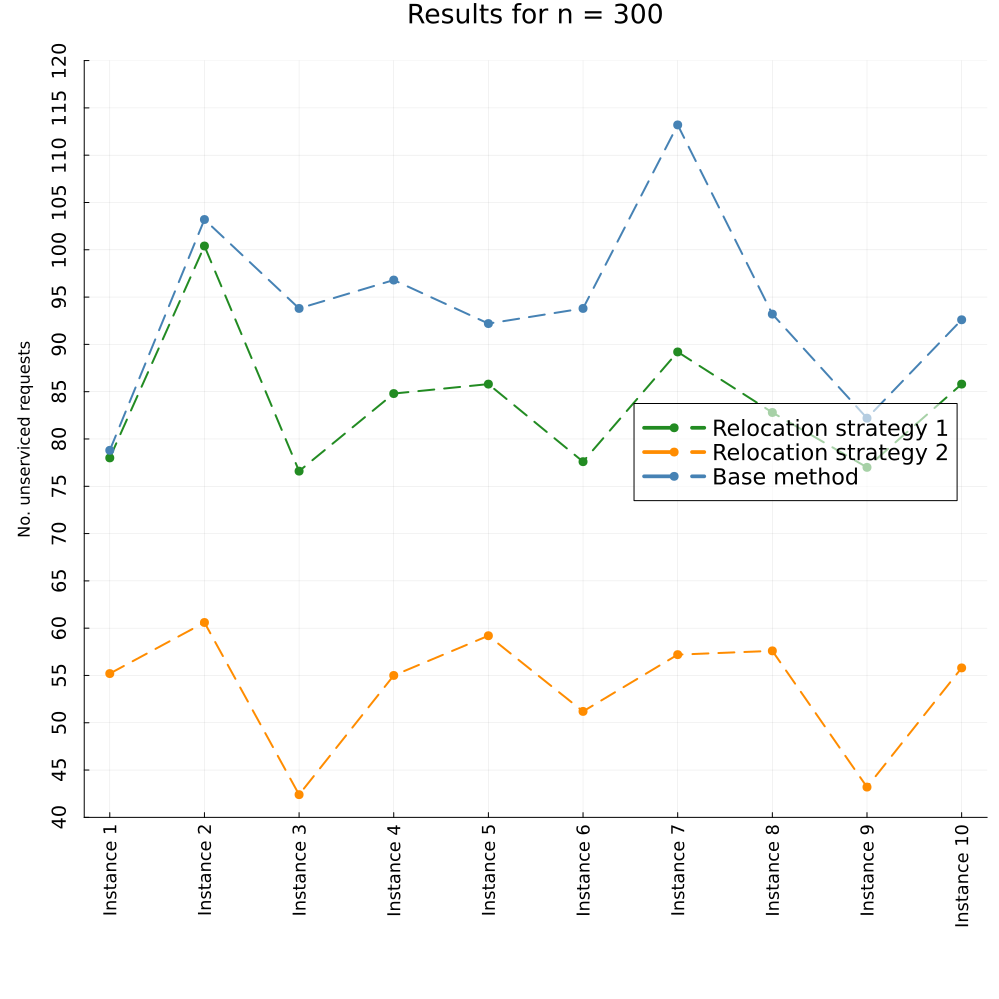 Results for n = 300
No. unserviced requests
120
115
110
105
100
95
90
85
80
75
70
65
60
55
50
45
40
Relocation strategy 1
Relocation strategy 2
Base method
Instance 1
Instance 2
Instance 3
Instance 4
Instance 5
Instance 6
Instance 7
Instance 8
Instance 9
Instance 10